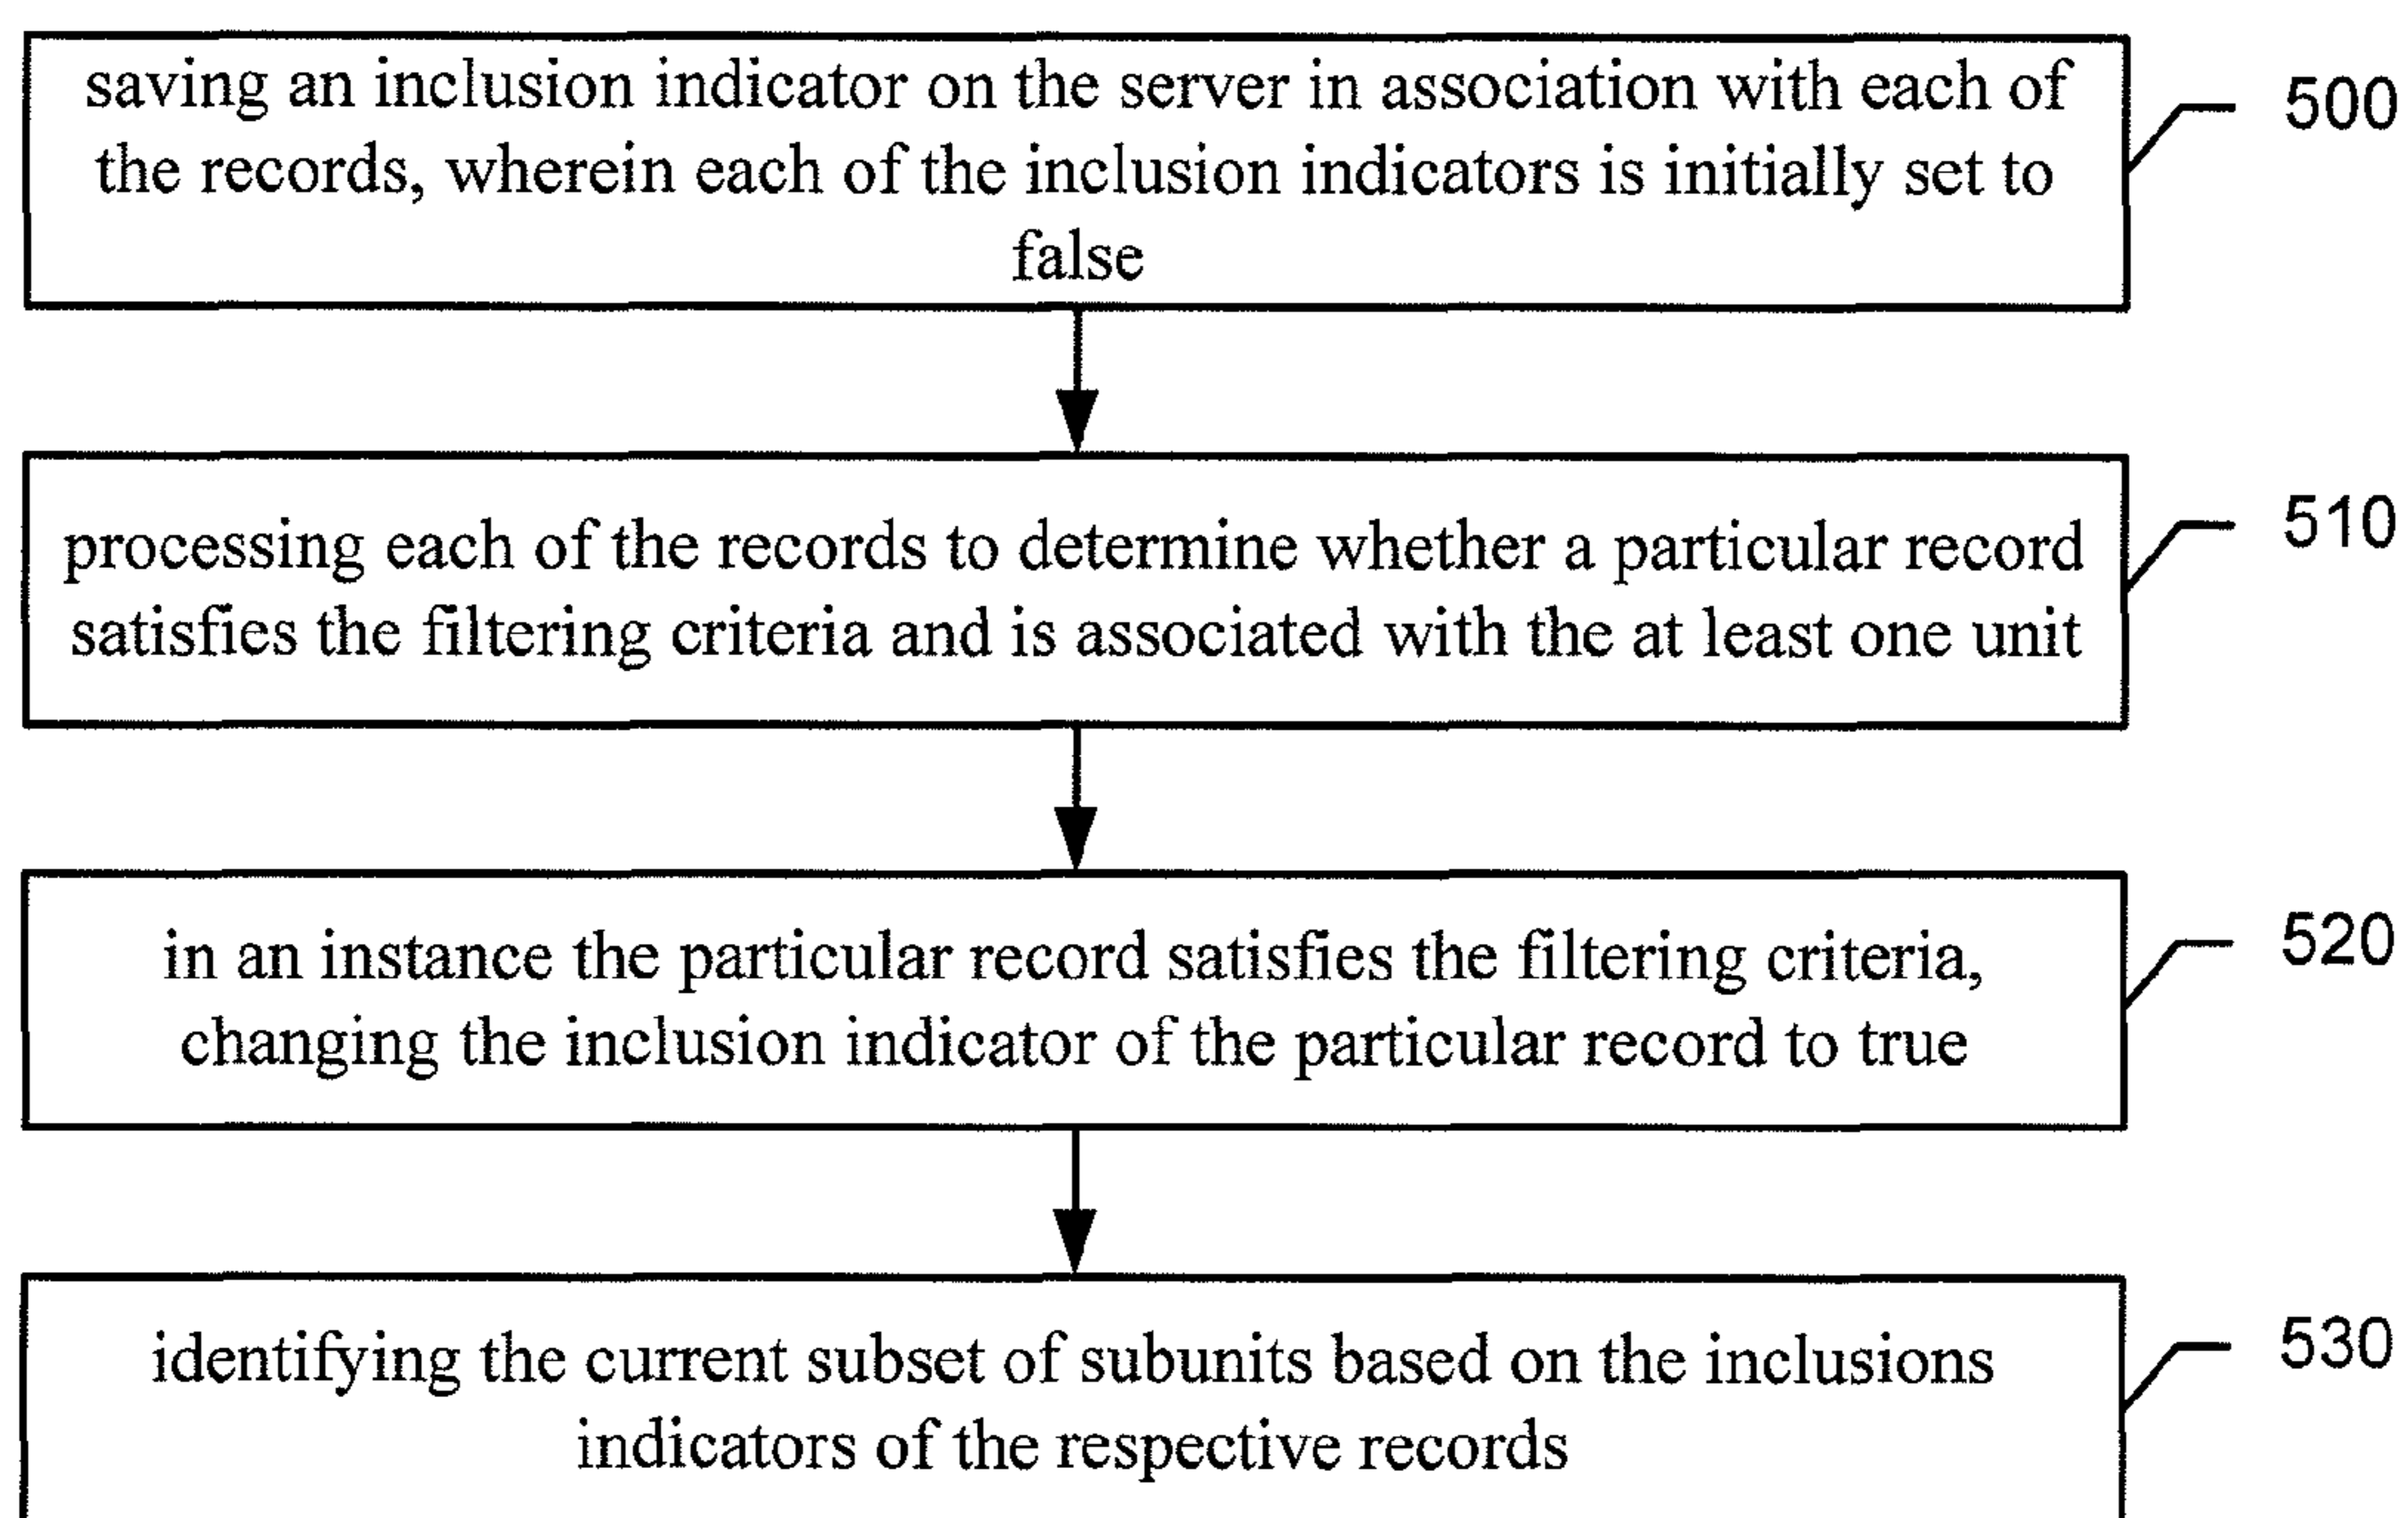 saving an inclusion indicator on the server in association with each of
the records, wherein each of the inclusion indicators is initially set to
false
500
processing each of the records to determine whether a particular record
satisfies the filtering criteria and is associated with the at least one unit
510
in an instance the particular record satisfies the filtering criteria,
changing the inclusion indicator of the particular record to true
520
identifying the current subset of subunits based on the inclusions
indicators of the respective records
530